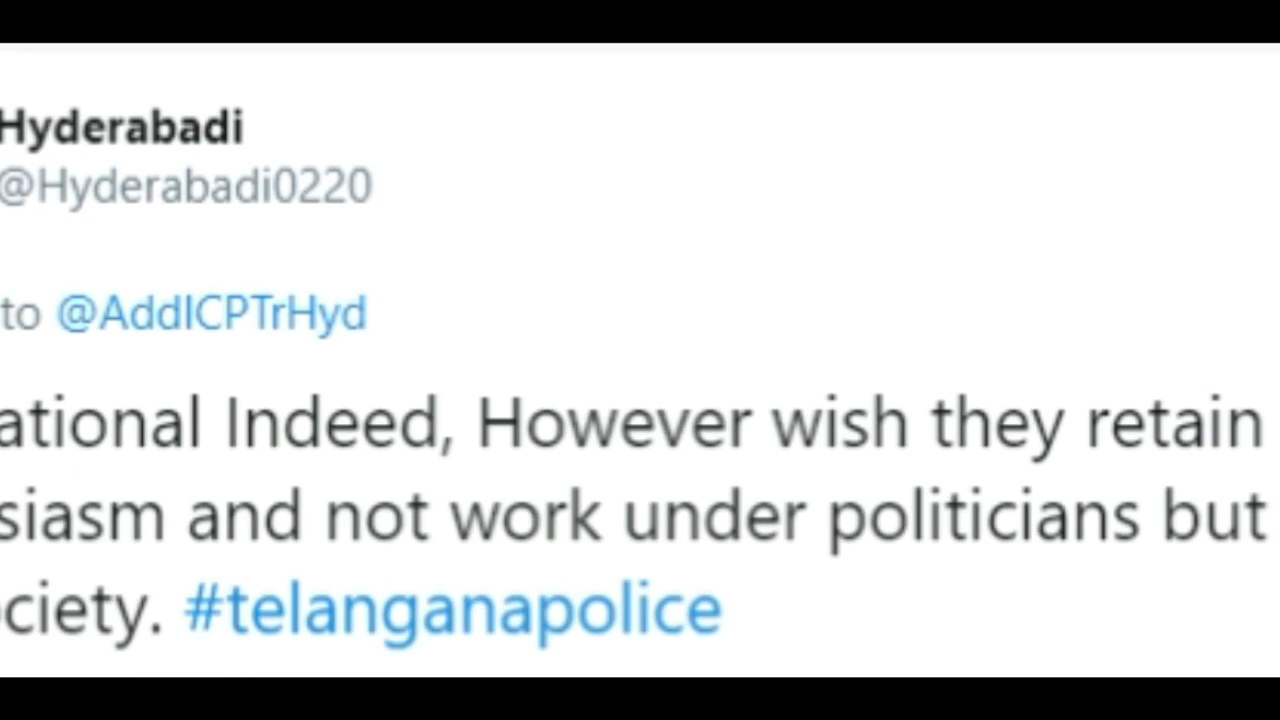 Hyderabadi
@Hyderabadi0220
to @AddlCPTrHyd
ational Indeed, However wish they retain
siasm and not work under politicians but
ciety. #telanganapolice